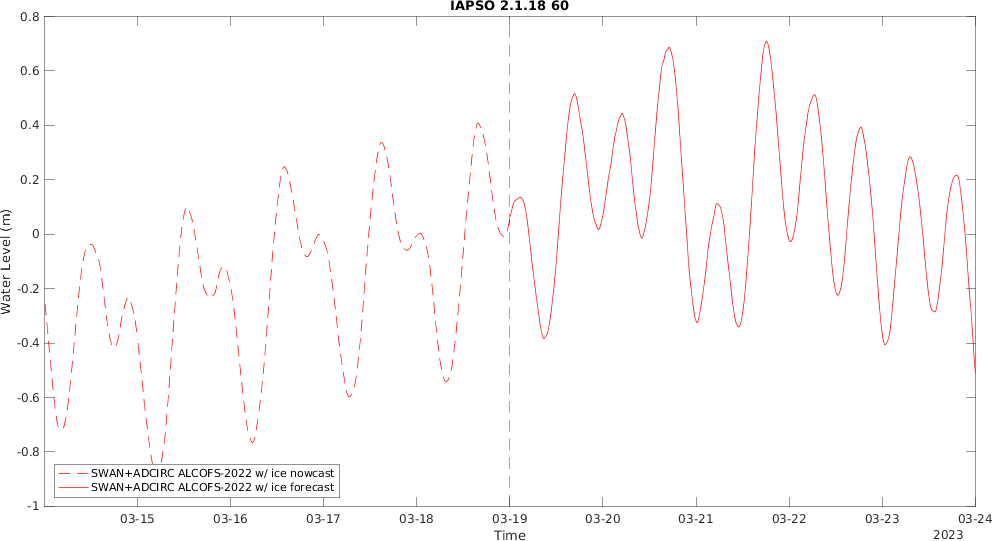 IAPSO 2.1.18 60
0.8
0.6
0.4
0.2
0
-0.2
-0.4
-0.6
-0.8
-1
Water Level (m)
SWAN+ADCIRC ALCOFS-2022 w/ ice nowcast
SWAN+ADCIRC ALCOFS-2022 w/ ice forecast
03-15 03-16 03-17 03-18 03-19 03-20 03-21 03-22 03-23 03-24
Time
2023